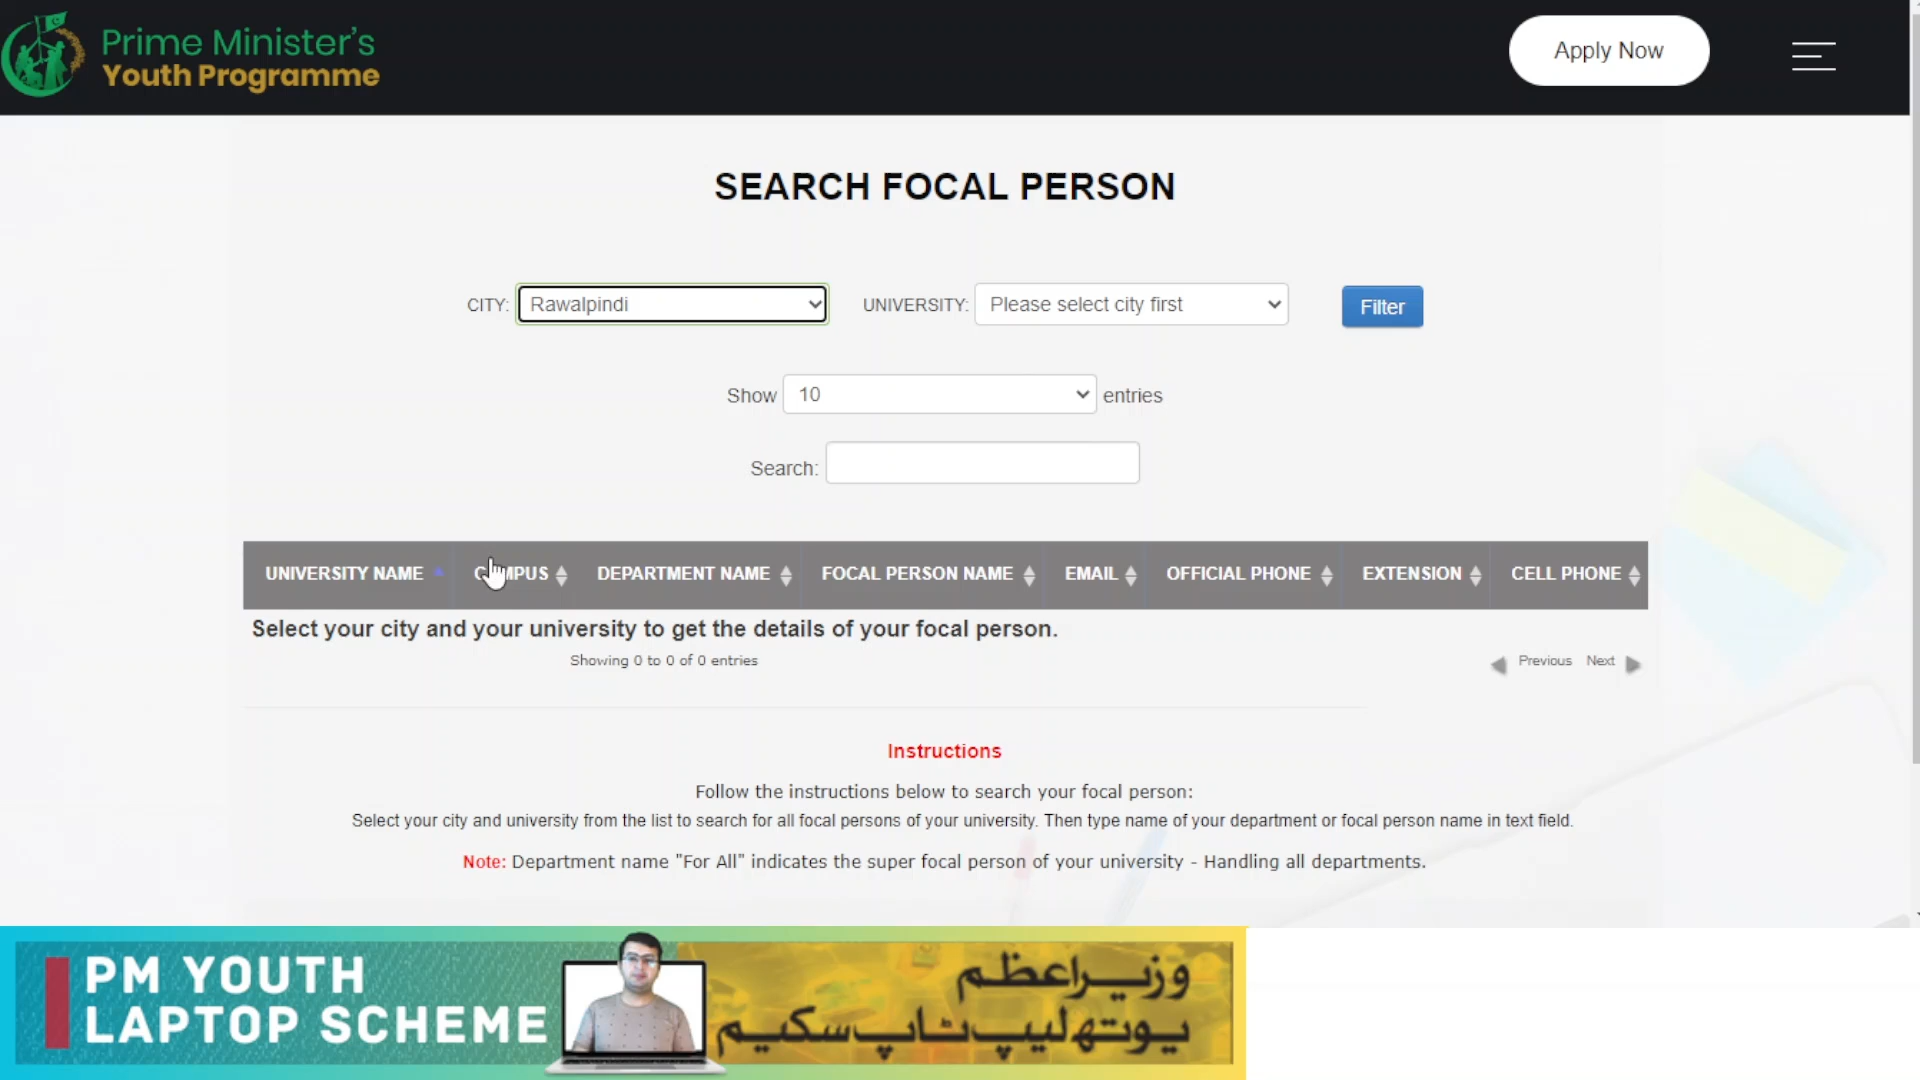 Prime Minister's
Youth Programme
Apply Now
SEARCH FOCAL PERSON
CITY: Rawalpindi UNIVERSITY: Please select city first Filter
Show 10 entries
Search:
UNIVERSITY NAME CAMPUS DEPARTMENT NAME FOCAL PERSON NAME EMAIL OFFICIAL PHONE EXTENSION CELL PHONE
Select your city and your university to get the details of your focal person.
Showing 0 to 0 of 0 entries Previous Next
Instructions
Follow the instructions below to search your focal person:
Select your city and university from the list to search for all focal persons of your university. Then type name of your department or focal person name in text field.
Note: Department name "For All" indicates the super focal person of your university - Handling all departments.
PM YOUTH
LAPTOP SCHEME
وزیراعظم
یوتھ لیپ ٹاپ سکیم